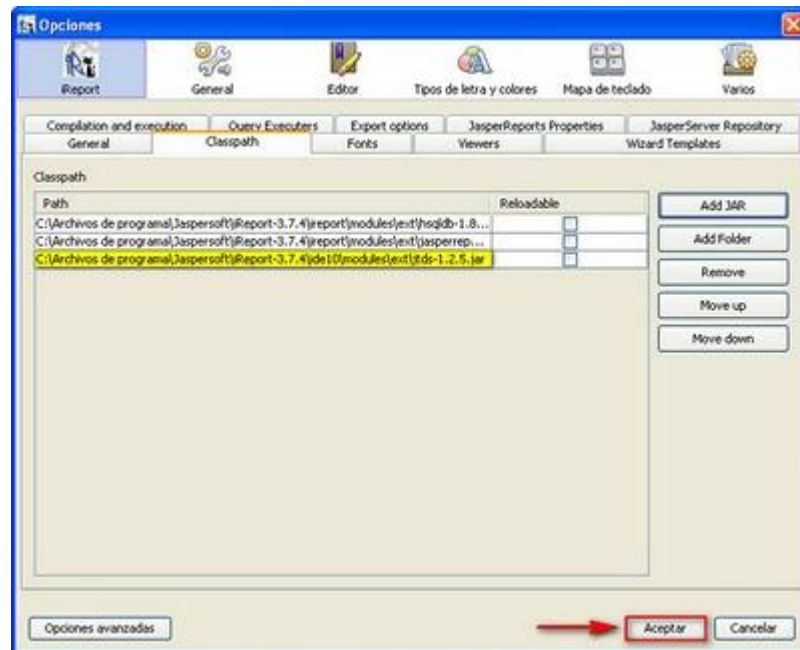 Opciones
iReport General Editor Tipos de letra y colores Mapa de teclado Varios
Compilation and execution Query Executers Export options JasperReports Properties JasperServer Repository
General Classpath Fonts Viewers Wizard Templates
Classpath
Path Reloadable Add JAR
C:\Archivos de programa\Jaspersoft\iReport-3.7.4\ireport\modules\ext\hsqldb-1.8...
C:\Archivos de programa\Jaspersoft\iReport-3.7.4\ireport\modules\ext\jasperrep...
Add Folder
C:\Archivos de programa\Jaspersoft\iReport-3.7.4\ide10\modules\ext\jtds-1.2.5.jar
Remove
Move up
Move down
Opciones avanzadas Aceptar Cancelar